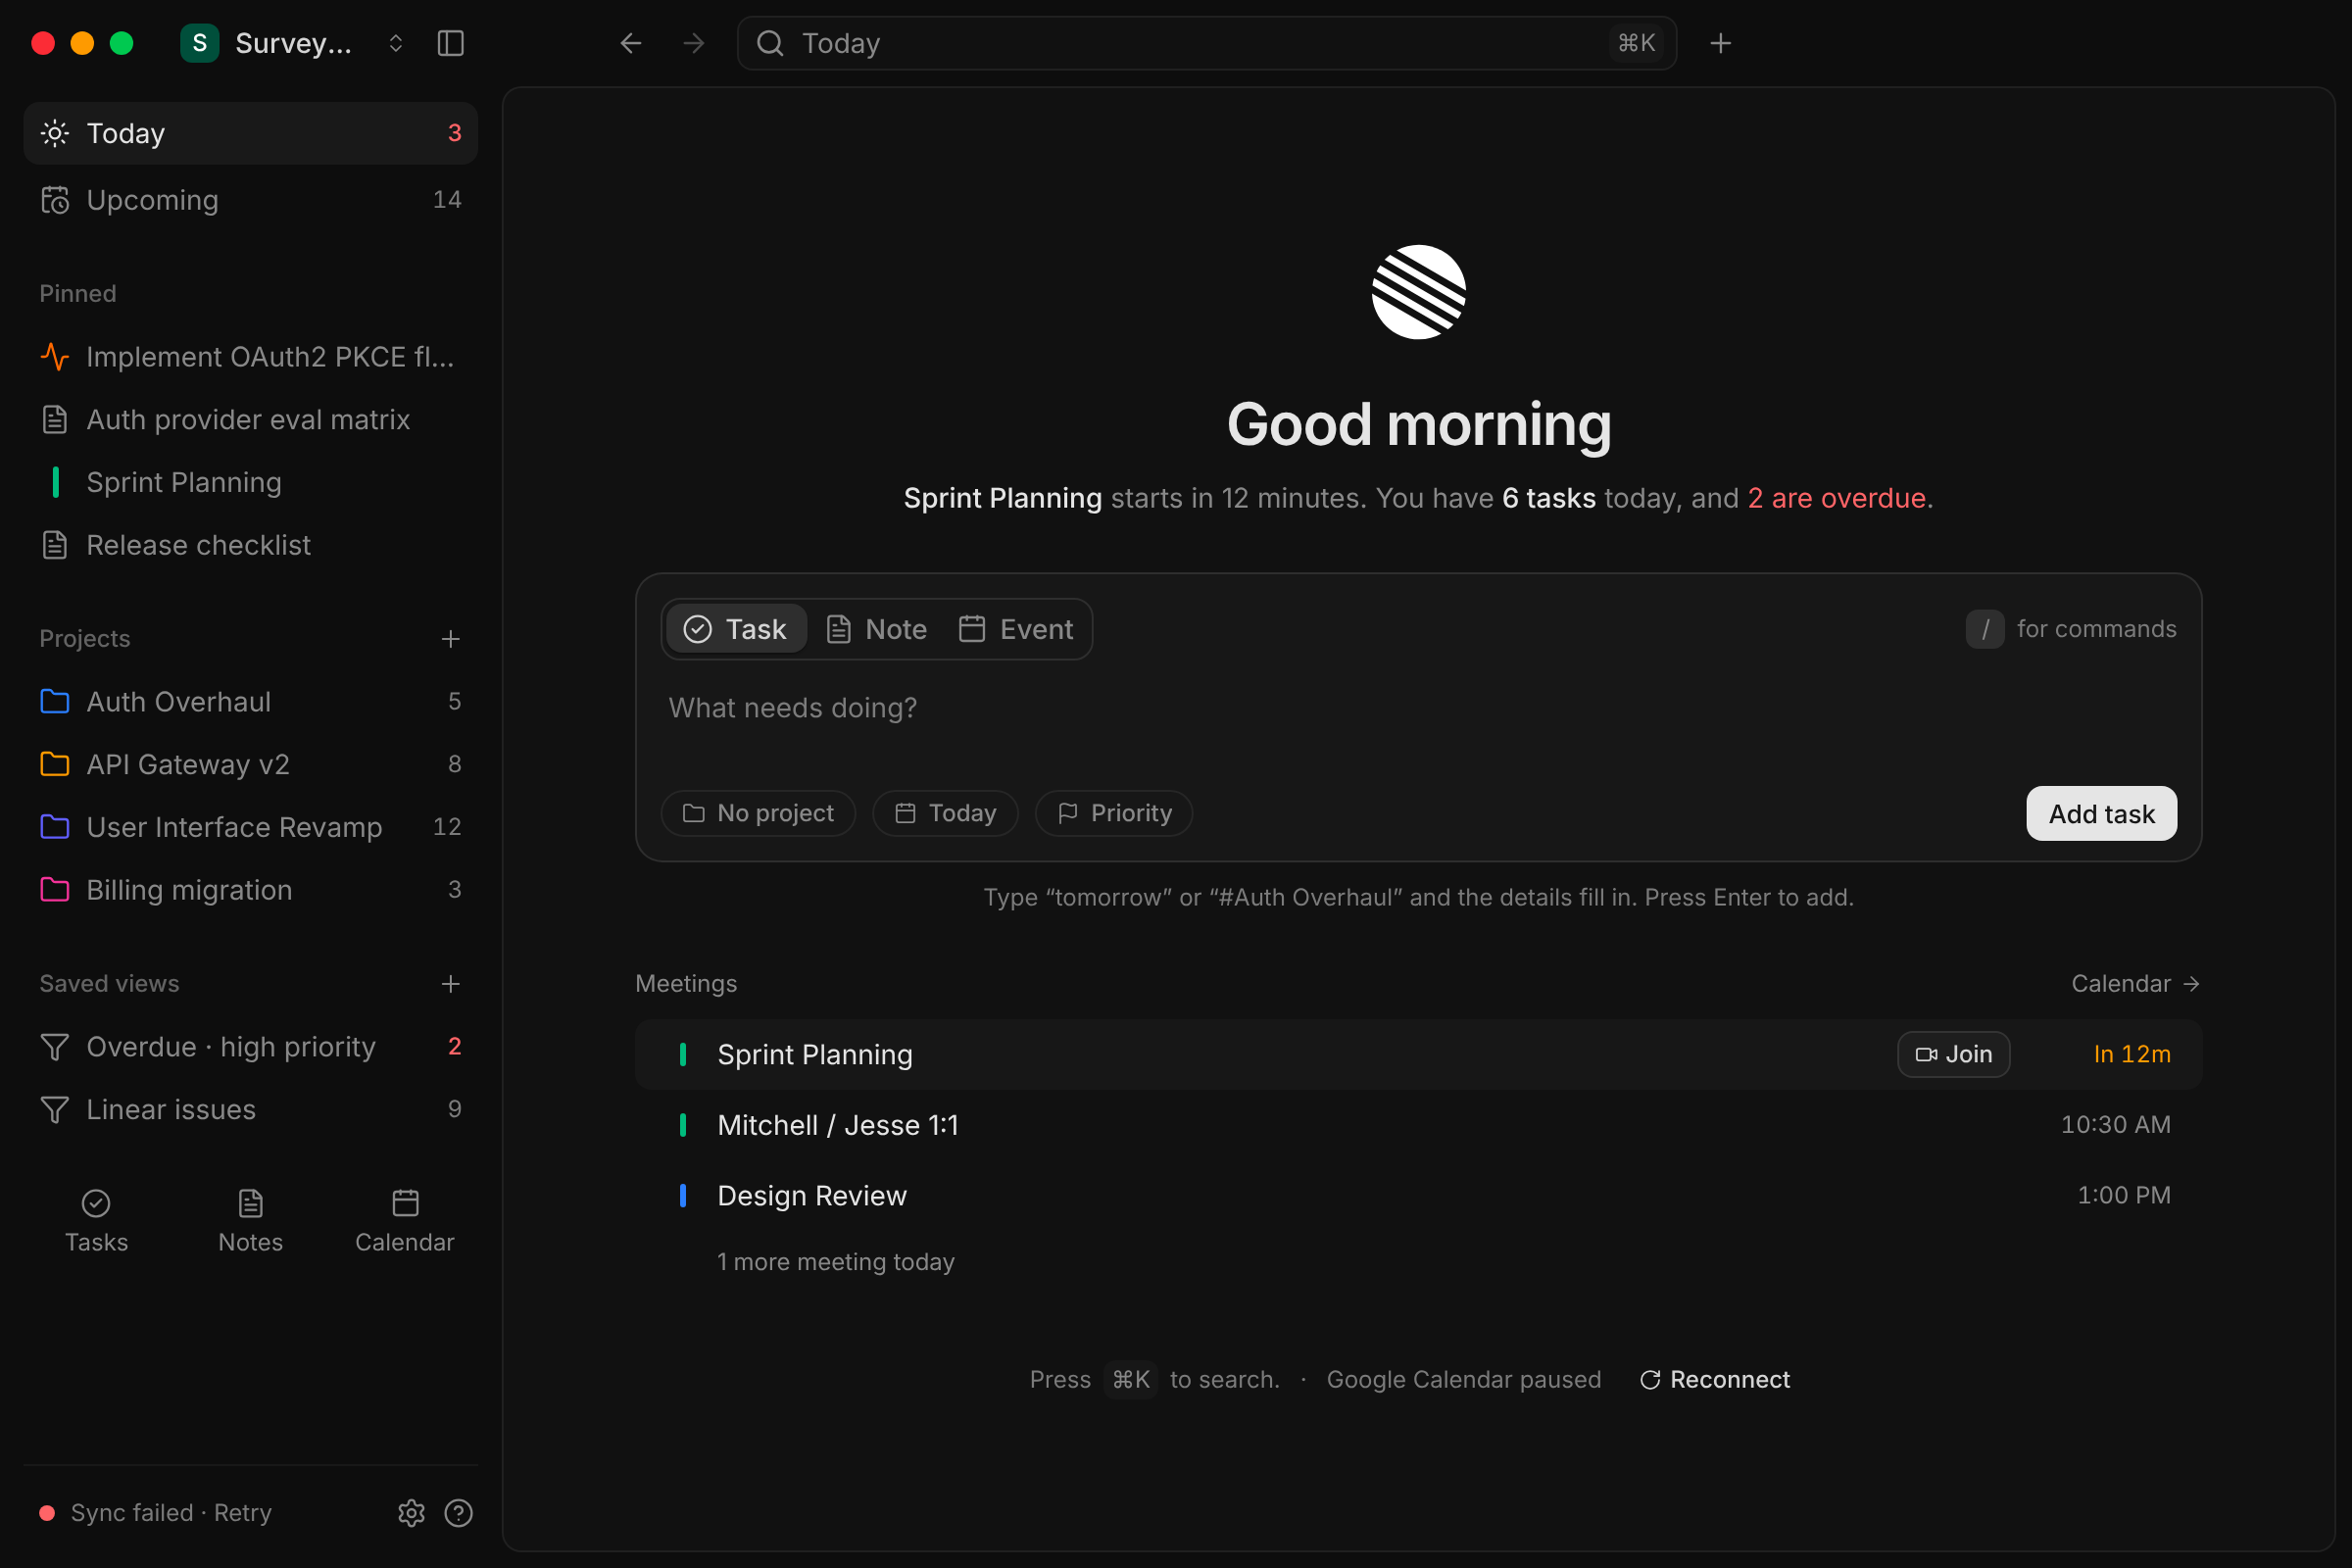 S Survey...
Today ⌘K
Today 3
Upcoming 14
Pinned
Implement OAuth2 PKCE fl...
Auth provider eval matrix
Sprint Planning
Release checklist
Projects
Auth Overhaul 5
API Gateway v2 8
User Interface Revamp 12
Billing migration 3
Saved views
Overdue · high priority 2
Linear issues 9
Tasks Notes Calendar
Sync failed · Retry
Good morning
Sprint Planning starts in 12 minutes. You have 6 tasks today, and 2 are overdue.
Task Note Event / for commands
What needs doing?
No project Today Priority Add task
Type “tomorrow” or “#Auth Overhaul” and the details fill in. Press Enter to add.
Meetings Calendar →
Sprint Planning Join In 12m
Mitchell / Jesse 1:1 10:30 AM
Design Review 1:00 PM
1 more meeting today
Press ⌘K to search. · Google Calendar paused Reconnect